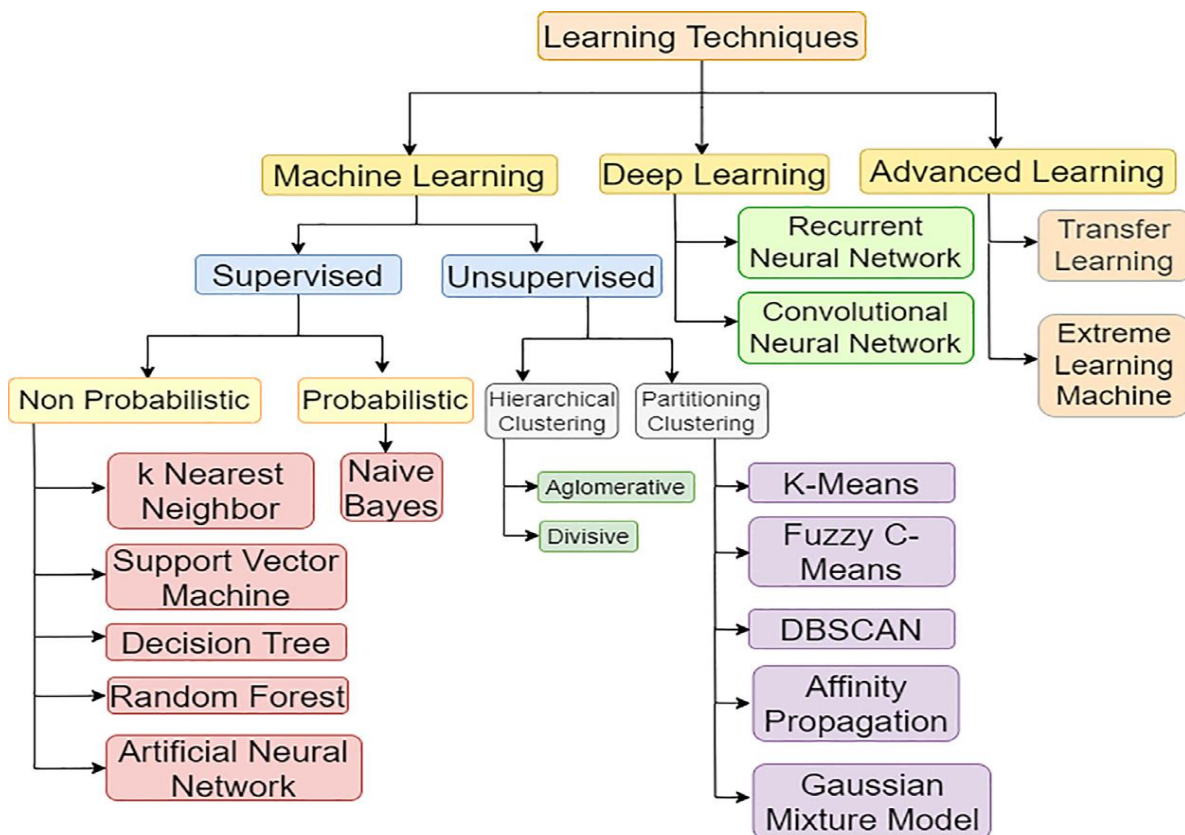 Learning Techniques
Machine Learning
Deep Learning
Advanced Learning
Recurrent
Neural Network
Transfer
Learning
Supervised
Unsupervised
Convolutional
Neural Network
Extreme
Learning
Machine
Non Probabilistic
Probabilistic
Hierarchical
Clustering
Partitioning
Clustering
k Nearest
Neighbor
Naive
Bayes
Aglomerative
K-Means
Divisive
Fuzzy C-
Means
Support Vector
Machine
Decision Tree
DBSCAN
Random Forest
Affinity
Propagation
Artificial Neural
Network
Gaussian
Mixture Model